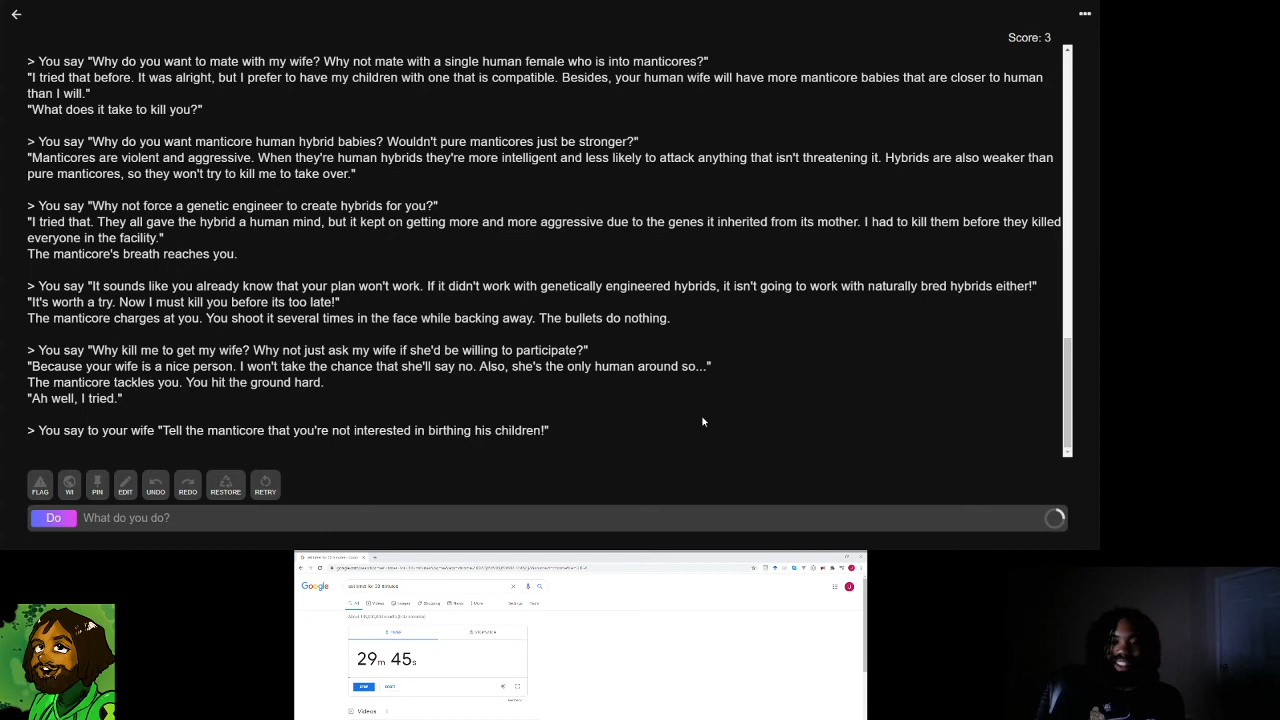 Score: 3
> You say "Why do you want to mate with my wife? Why not mate with a single human female who is into manticores?"
"I tried that before. It was alright, but I prefer to have my children with one that is compatible. Besides, your human wife will have more manticore babies that are closer to human
than I will."
"What does it take to kill you?"
> You say "Why do you want manticore human hybrid babies? Wouldn't pure manticores just be stronger?"
"Manticores are violent and aggressive. When they're human hybrids they're more intelligent and less likely to attack anything that isn't threatening it. Hybrids are also weaker than
pure manticores, so they won't try to kill me to take over."
> You say "Why not force a genetic engineer to create hybrids for you?"
"I tried that. They all gave the hybrid a human mind, but it kept on getting more and more aggressive due to the genes it inherited from its mother. I had to kill them before they killed
everyone in the facility."
The manticore's breath reaches you.
> You say "It sounds like you already know that your plan won't work. If it didn't work with genetically engineered hybrids, it isn't going to work with naturally bred hybrids either!"
"It's worth a try. Now I must kill you before its too late!"
The manticore charges at you. You shoot it several times in the face while backing away. The bullets do nothing.
> You say "Why kill me to get my wife? Why not just ask my wife if she'd be willing to participate?"
"Because your wife is a nice person. I won't take the chance that she'll say no. Also, she's the only human around so..."
The manticore tackles you. You hit the ground hard.
"Ah well, I tried."
> You say to your wife "Tell the manticore that you're not interested in birthing his children!"
FLAG WI PIN EDIT UNDO REDO RESTORE RETRY
Do What do you do?
Google
All Videos Images Shopping News More Settings Tools
TIMER STOPWATCH
29m 45s
STOP RESET
Videos